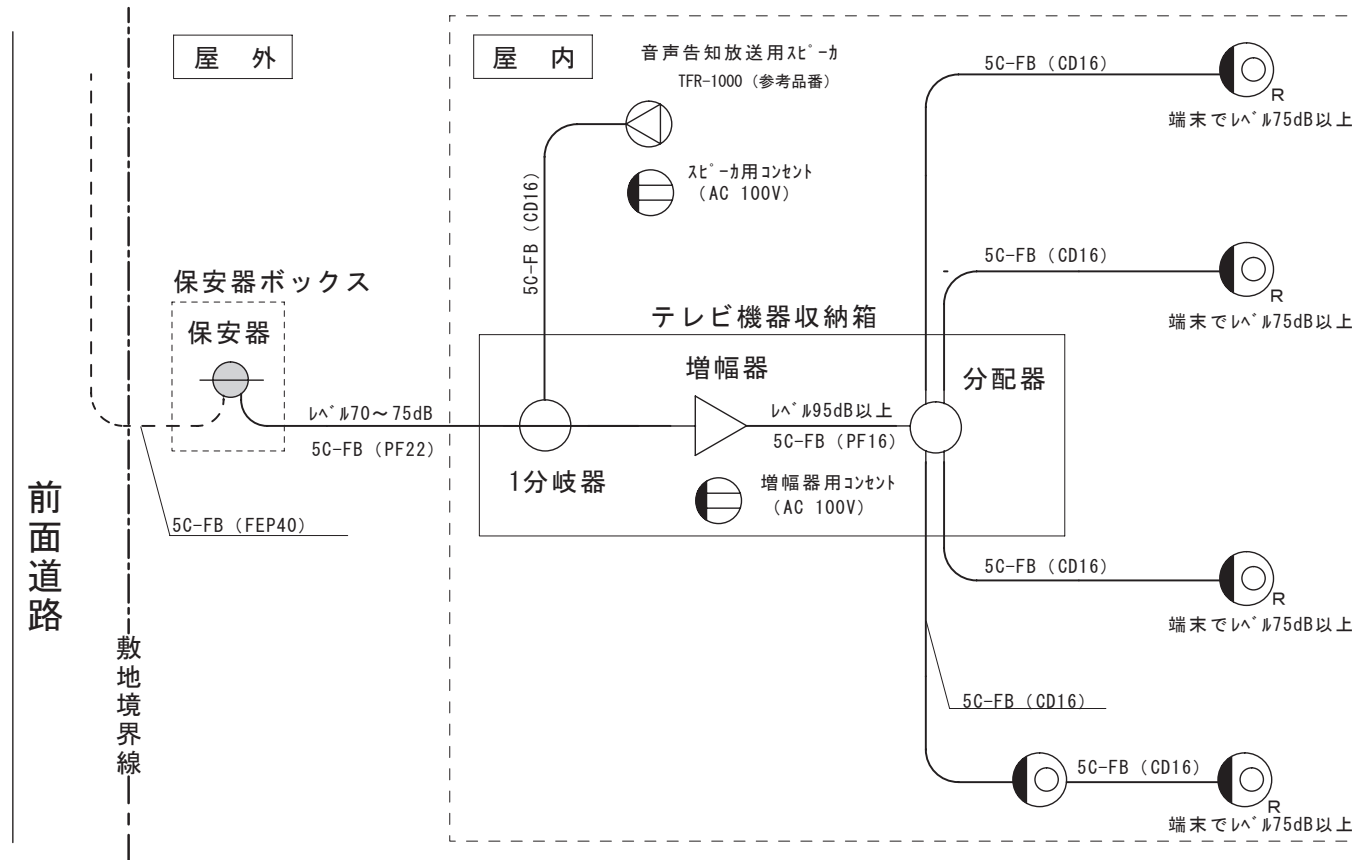 屋 外
屋 内
音声告知放送用スピーカ
TFR-1000 (参考品番)
スピーカ用コンセント
(AC 100V)
5C-FB (CD16)
5C-FB (CD16)
R
端末でレベル75dB以上
5C-FB (CD16)
R
端末でレベル75dB以上
保安器ボックス
保安器
テレビ機器収納箱
増幅器
分配器
レベル70~75dB
5C-FB (PF22)
レベル95dB以上
5C-FB (PF16)
1分岐器
増幅器用コンセント
(AC 100V)
5C-FB (FEP40)
前面道路
敷地境界線
5C-FB (CD16)
R
端末でレベル75dB以上
5C-FB (CD16)
5C-FB (CD16)
R
端末でレベル75dB以上